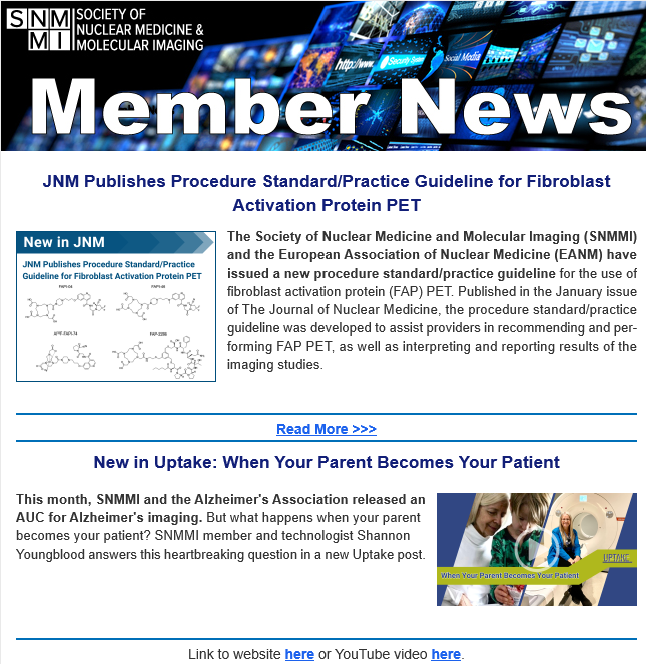 SNM
MI
SOCIETY OF
NUCLEAR MEDICINE &
MOLECULAR IMAGING
http://www.
Security System
Social Media
Member News
JNM Publishes Procedure Standard/Practice Guideline for Fibroblast
Activation Protein PET
New in JNM
JNM Publishes Procedure Standard/Practice
Guideline for Fibroblast Activation Protein PET
FAPI-04
FAPI-46
FAP-2286
The Society of Nuclear Medicine and Molecular Imaging (SNMMI)
and the European Association of Nuclear Medicine (EANM) have
issued a new procedure standard/practice guideline for the use of
fibroblast activation protein (FAP) PET. Published in the January issue
of The Journal of Nuclear Medicine, the procedure standard/practice
guideline was developed to assist providers in recommending and per-
forming FAP PET, as well as interpreting and reporting results of the
imaging studies.
Read More >>>
New in Uptake: When Your Parent Becomes Your Patient
This month, SNMMI and the Alzheimer's Association released an
AUC for Alzheimer's imaging. But what happens when your parent
becomes your patient? SNMMI member and technologist Shannon
Youngblood answers this heartbreaking question in a new Uptake post.
UPTAKE
When Your Parent Becomes Your Patient
Link to website here or YouTube video here.